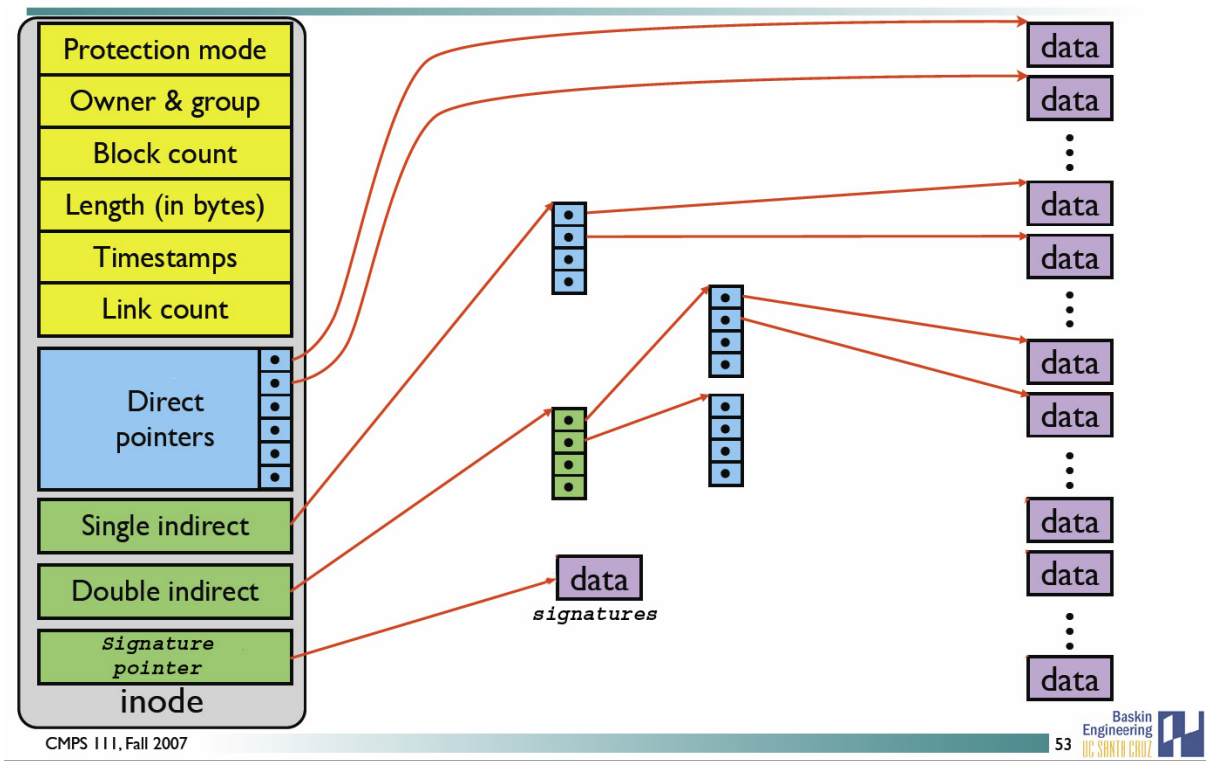 Protection mode
Owner & group
Block count
Length (in bytes)
Timestamps
Link count
Direct
pointers
Single indirect
Double indirect
Signature
pointer
inode
data
signatures
data
data
data
data
data
data
data
data
data
CMPS 111, Fall 2007
53
Baskin
Engineering
UC SANTA CRUZ